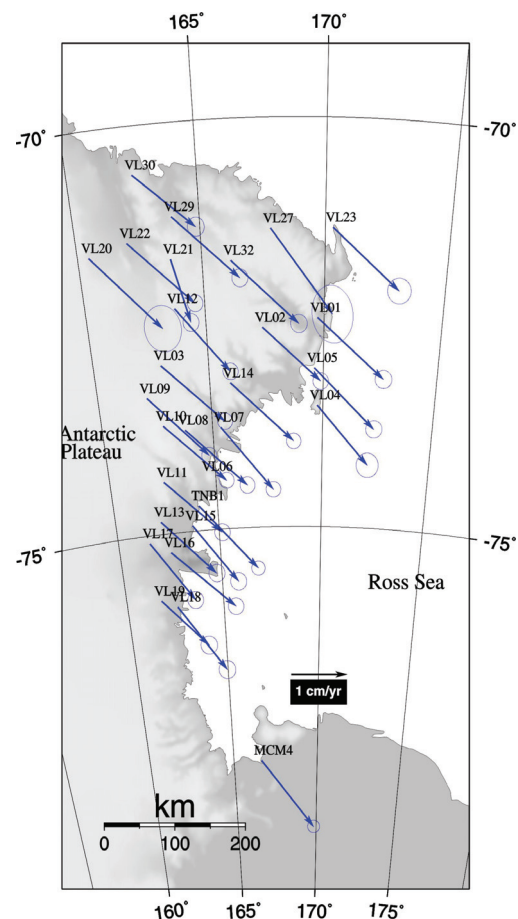 165°
170°
-70°
-70°
VL30
VL29
VL27
VL23
VL22
VL21
VL20
VL32
VL12
VL02
VL01
VL03
VL14
VL05
VL09
VL04
VL10
VL08
VL07
Antarctic
Plateau
VL06
VL11
TNB1
VL13
VL15
VL17
VL16
-75°
-75°
Ross Sea
VL19
VL18
1 cm/yr
MCM4
km
0 100 200
160°
165°
170°
175°